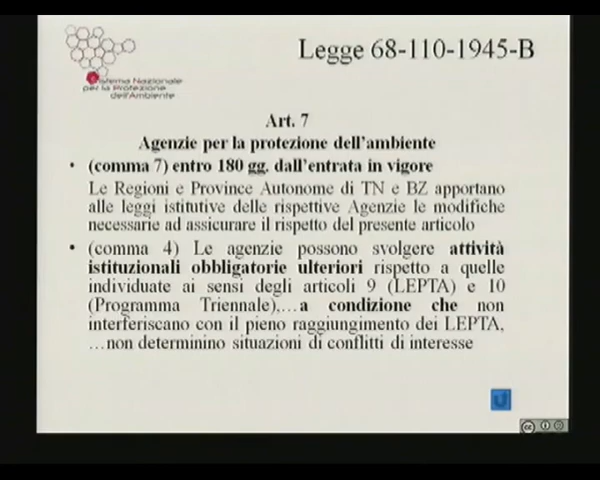 Legge 68-110-1945-B
Sistema Nazionale
per la Protezione
dell'Ambiente
Art. 7
Agenzie per la protezione dell'ambiente
• (comma 7) entro 180 gg. dall'entrata in vigore
Le Regioni e Province Autonome di TN e BZ apportano
alle leggi istitutive delle rispettive Agenzie le modifiche
necessarie ad assicurare il rispetto del presente articolo
• (comma 4) Le agenzie possono svolgere attività
istituzionali obbligatorie ulteriori rispetto a quelle
individuate ai sensi degli articoli 9 (LEPTA) e 10
(Programma Triennale),…a condizione che non
interferiscano con il pieno raggiungimento dei LEPTA,
…non determinino situazioni di conflitti di interesse
cc